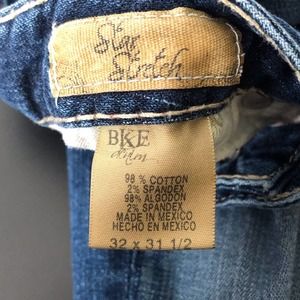 Star
Stretch
BKE
denim
98 % COTTON
2% SPANDEX
98% ALGODON
2% SPANDEX
MADE IN MEXICO
HECHO EN MEXICO
32 x 31 1/2